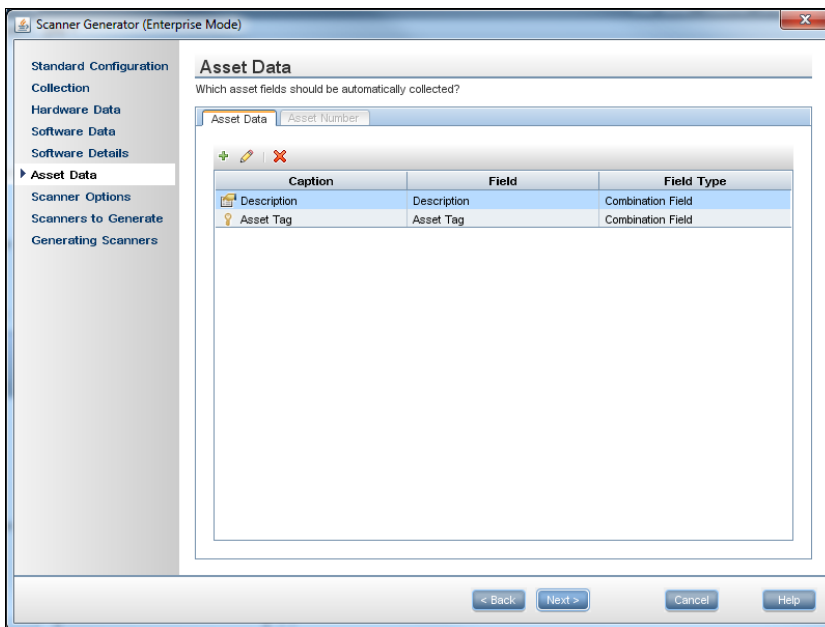 Scanner Generator (Enterprise Mode)
Standard Configuration
Collection
Hardware Data
Software Data
Software Details
Asset Data
Scanner Options
Scanners to Generate
Generating Scanners
Asset Data
Which asset fields should be automatically collected?
Asset Data Asset Number
Caption Field Field Type
Description Description Combination Field
Asset Tag Asset Tag Combination Field
< Back Next > Cancel Help